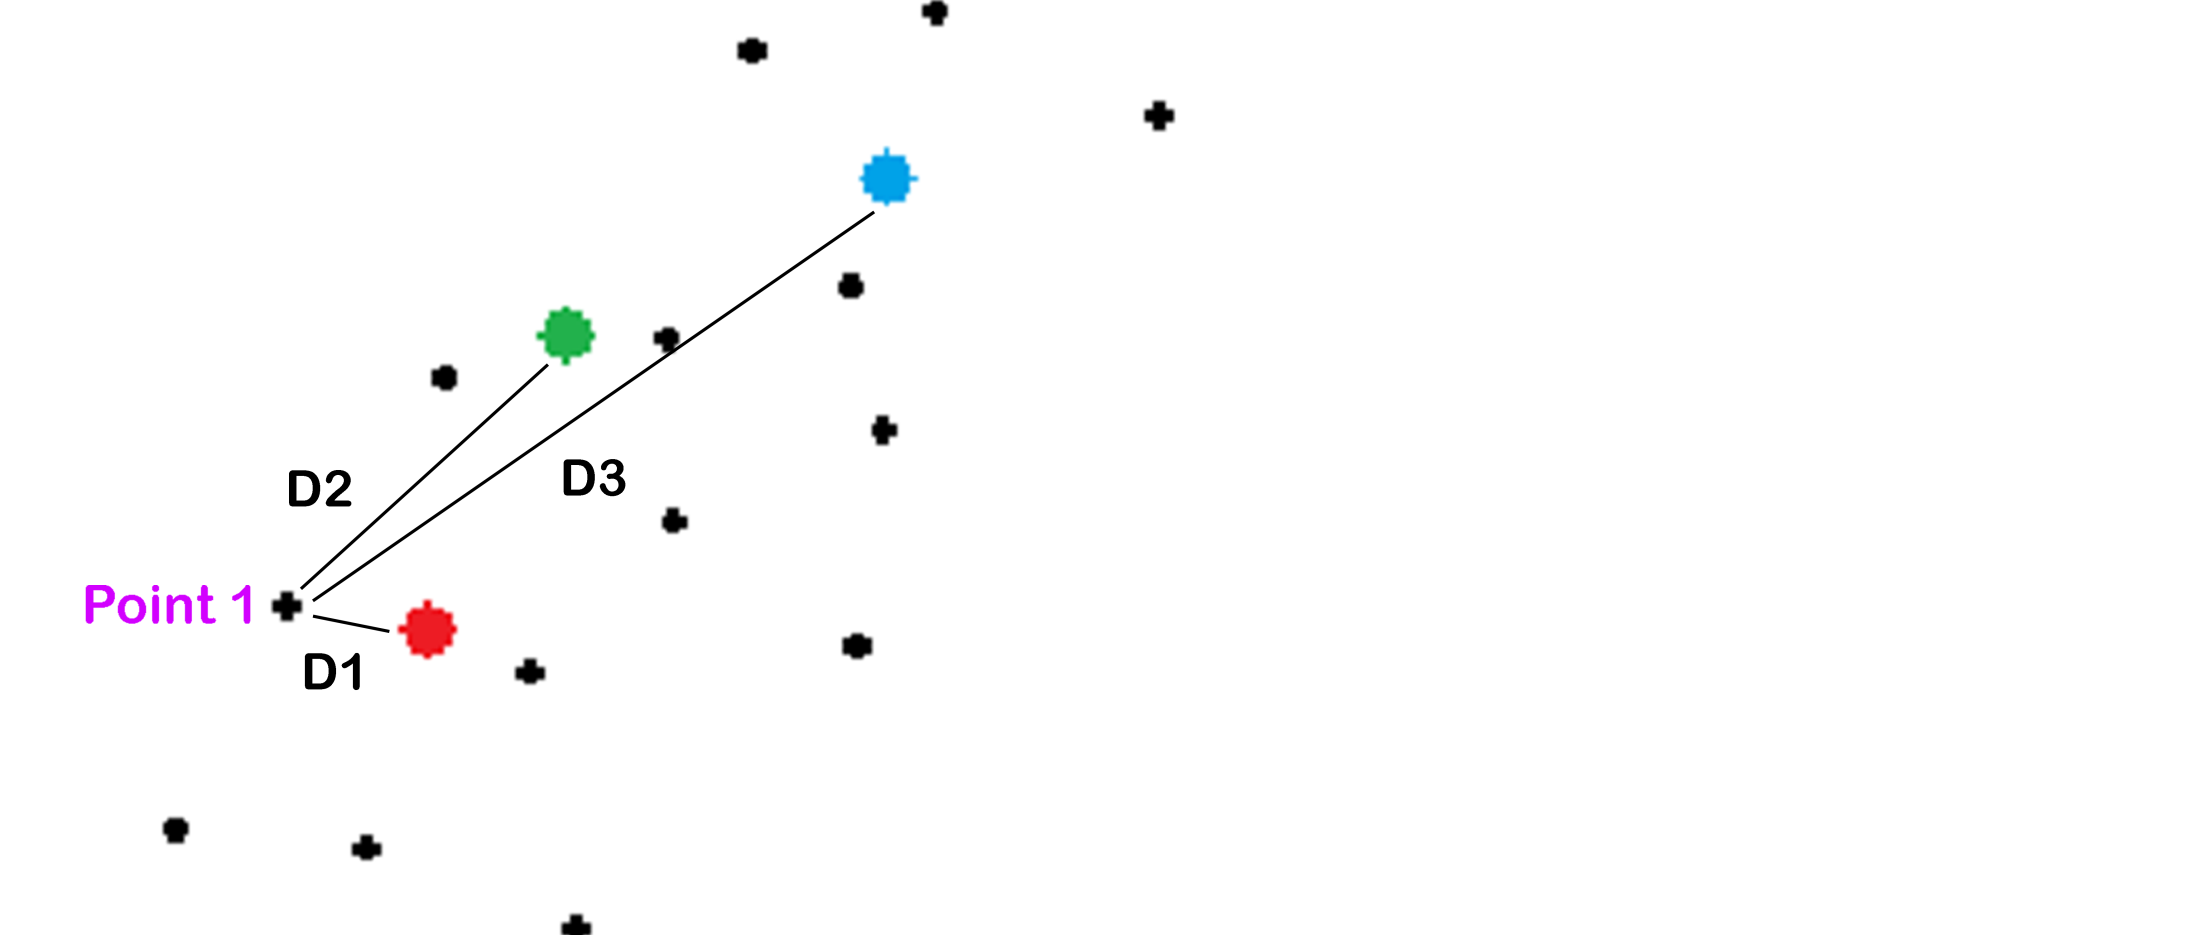 D2
D3
Point 1
D1